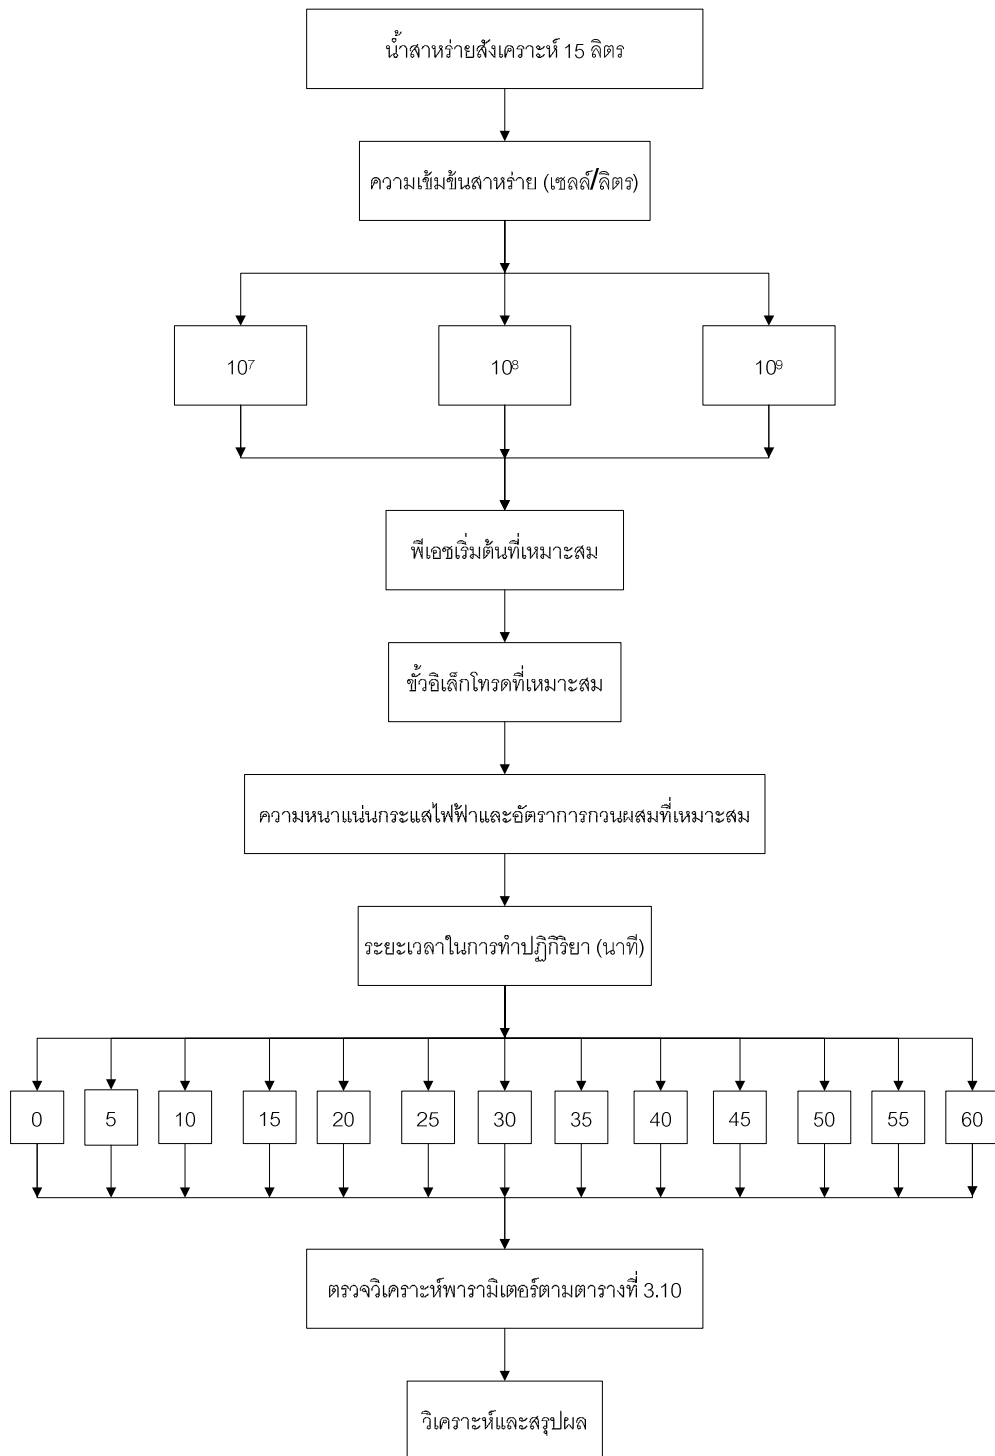 น้ำสาหร่ายสังเคราะห์ 15 ลิตร
ความเข้มข้นสาหร่าย (เซลล์/ลิตร)
10⁷ 10⁸ 10⁹
พีเอชเริ่มต้นที่เหมาะสม
ขั้วอิเล็กโทรดที่เหมาะสม
ความหนาแน่นกระแสไฟฟ้าและอัตราการกวนผสมที่เหมาะสม
ระยะเวลาในการทำปฏิกิริยา (นาที)
0 5 10 15 20 25 30 35 40 45 50 55 60
ตรวจวิเคราะห์พารามิเตอร์ตามตารางที่ 3.10
วิเคราะห์และสรุปผล